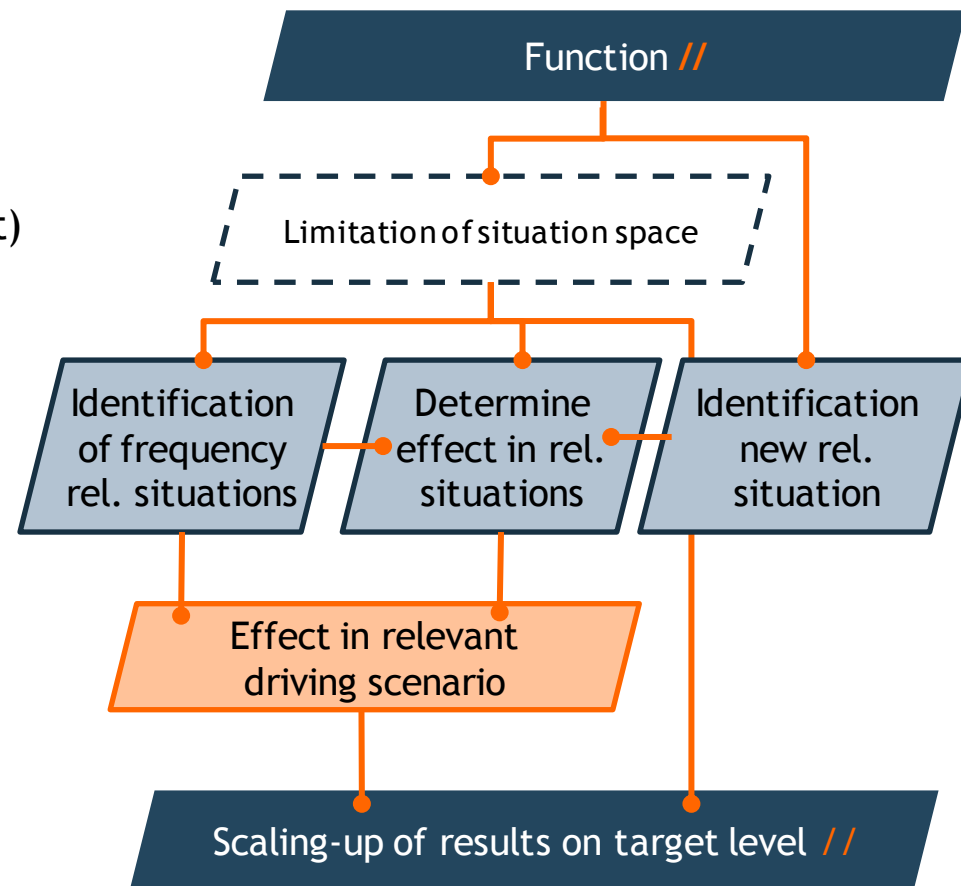 Function //
t)
Limitation of situation space
Identification
of frequency
rel. situations
Determine
effect in rel.
situations
Identification
new rel.
situation
Effect in relevant
driving scenario
Scaling-up of results on target level //